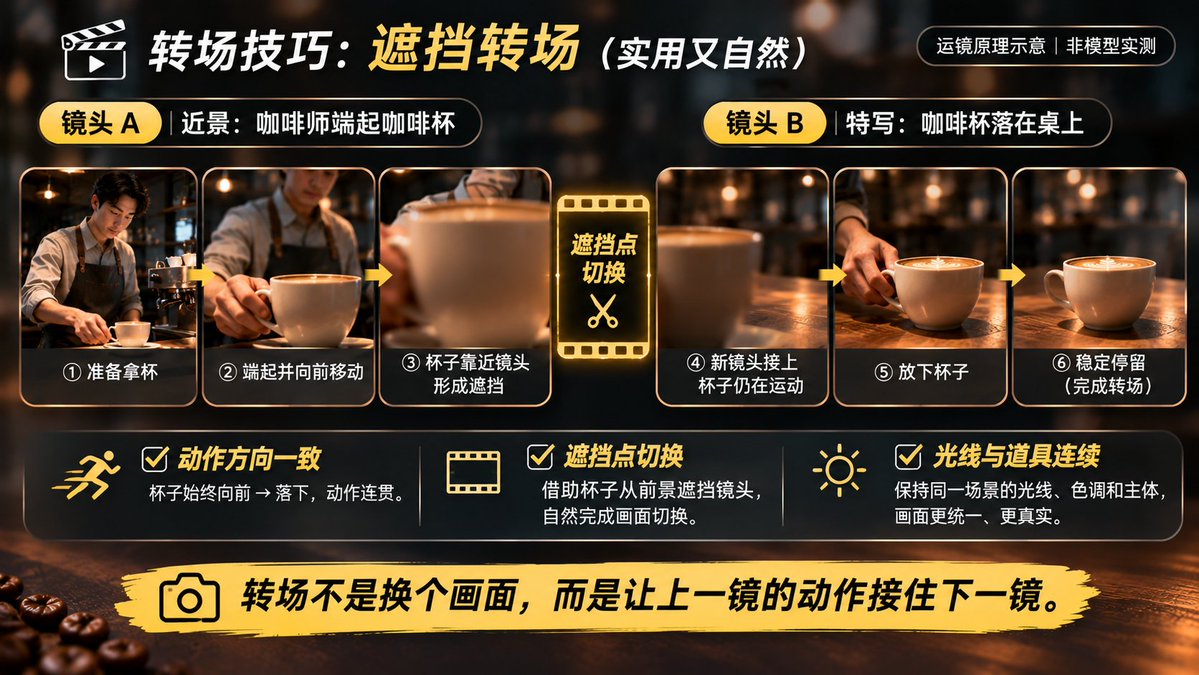 转场技巧：遮挡转场（实用又自然）
运镜原理示意｜非模型实测
镜头 A｜近景：咖啡师端起咖啡杯
镜头 B｜特写：咖啡杯落在桌上
① 准备拿杯
② 端起并向前移动
③ 杯子靠近镜头
形成遮挡
遮挡点
切换
④ 新镜头接上
杯子仍在运动
⑤ 放下杯子
⑥ 稳定停留
（完成转场）
动作方向一致
杯子始终向前 → 落下，动作连贯。
遮挡点切换
借助杯子从前景遮挡镜头，
自然完成画面切换。
光线与道具连续
保持同一场景的光线、色调和主体，
画面更统一、更真实。
转场不是换个画面，而是让上一镜的动作接住下一镜。